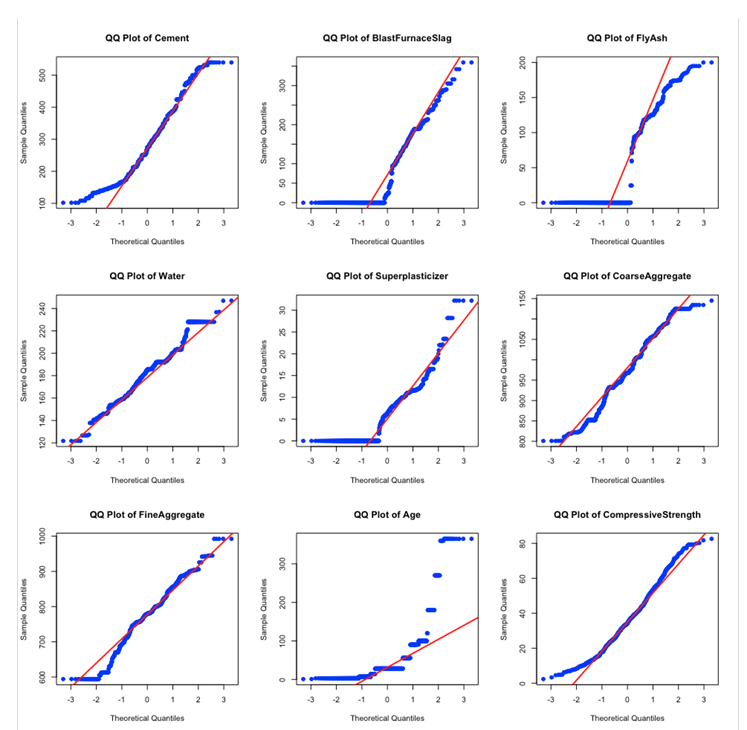 QQ Plot of Cement
QQ Plot of BlastFurnaceSlag
QQ Plot of FlyAsh
Sample Quantiles
100 200 300 400 500
-3 -2 -1 0 1 2 3
Theoretical Quantiles
Sample Quantiles
0 50 100 200 300
-3 -2 -1 0 1 2 3
Theoretical Quantiles
Sample Quantiles
0 50 100 150 200
-3 -2 -1 0 1 2 3
Theoretical Quantiles
QQ Plot of Water
QQ Plot of Superplasticizer
QQ Plot of CoarseAggregate
Sample Quantiles
120 140 160 180 200 220 240
-3 -2 -1 0 1 2 3
Theoretical Quantiles
Sample Quantiles
0 5 10 15 20 25 30
-3 -2 -1 0 1 2 3
Theoretical Quantiles
Sample Quantiles
800 850 900 950 1050 1150
-3 -2 -1 0 1 2 3
Theoretical Quantiles
QQ Plot of FineAggregate
QQ Plot of Age
QQ Plot of CompressiveStrength
Sample Quantiles
600 700 800 900 1000
-3 -2 -1 0 1 2 3
Theoretical Quantiles
Sample Quantiles
0 100 200 300
-3 -2 -1 0 1 2 3
Theoretical Quantiles
Sample Quantiles
0 20 40 60 80
-3 -2 -1 0 1 2 3
Theoretical Quantiles